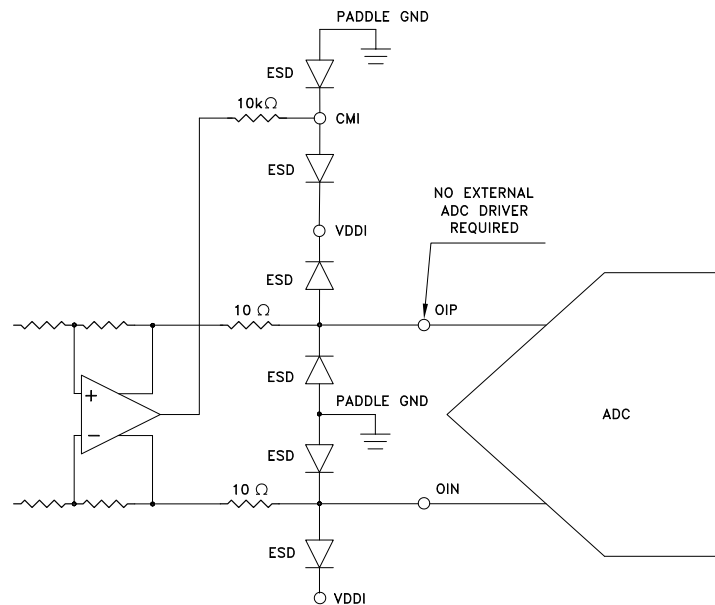 PADDLE GND
ESD
10kΩ
CMI
ESD
NO EXTERNAL
ADC DRIVER
REQUIRED
VDDI
ESD
10 Ω
OIP
+
ESD
PADDLE GND
ADC
−
ESD
10 Ω
OIN
ESD
VDDI